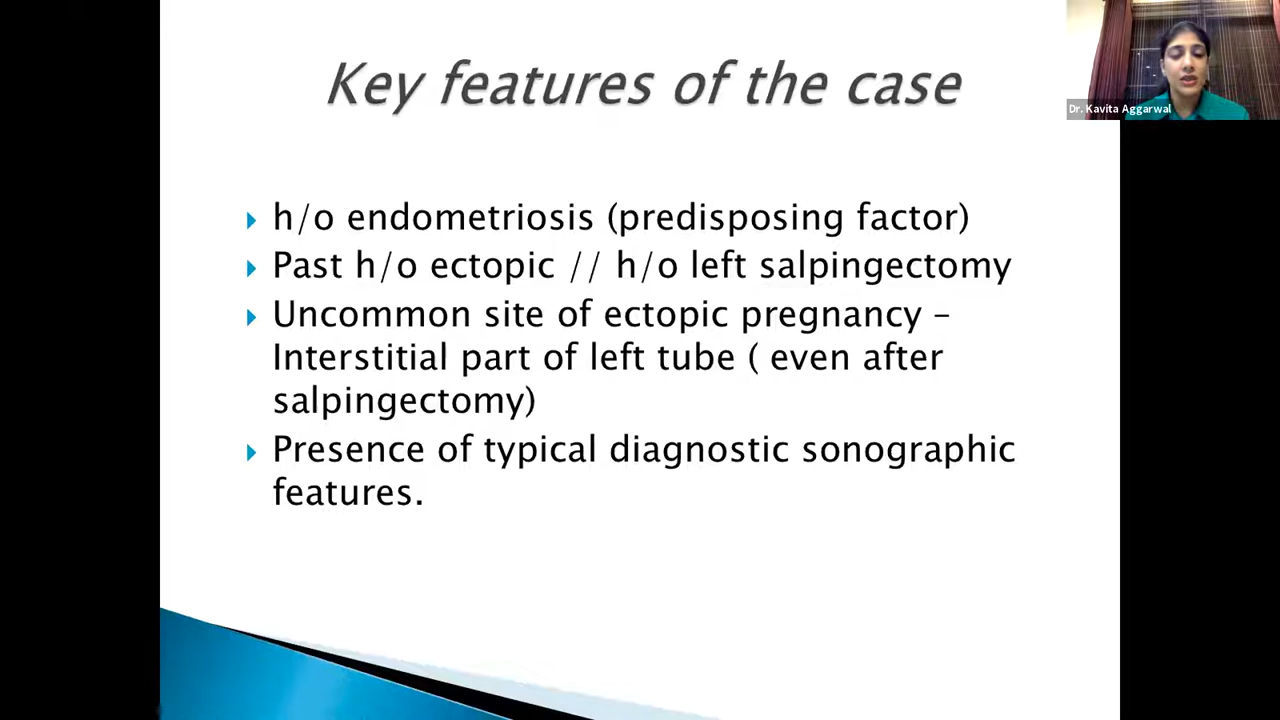 Key features of the case
Dr. Kavita Aggarwal
h/o endometriosis (predisposing factor)
Past h/o ectopic // h/o left salpingectomy
Uncommon site of ectopic pregnancy –
Interstitial part of left tube ( even after
salpingectomy)
Presence of typical diagnostic sonographic
features.